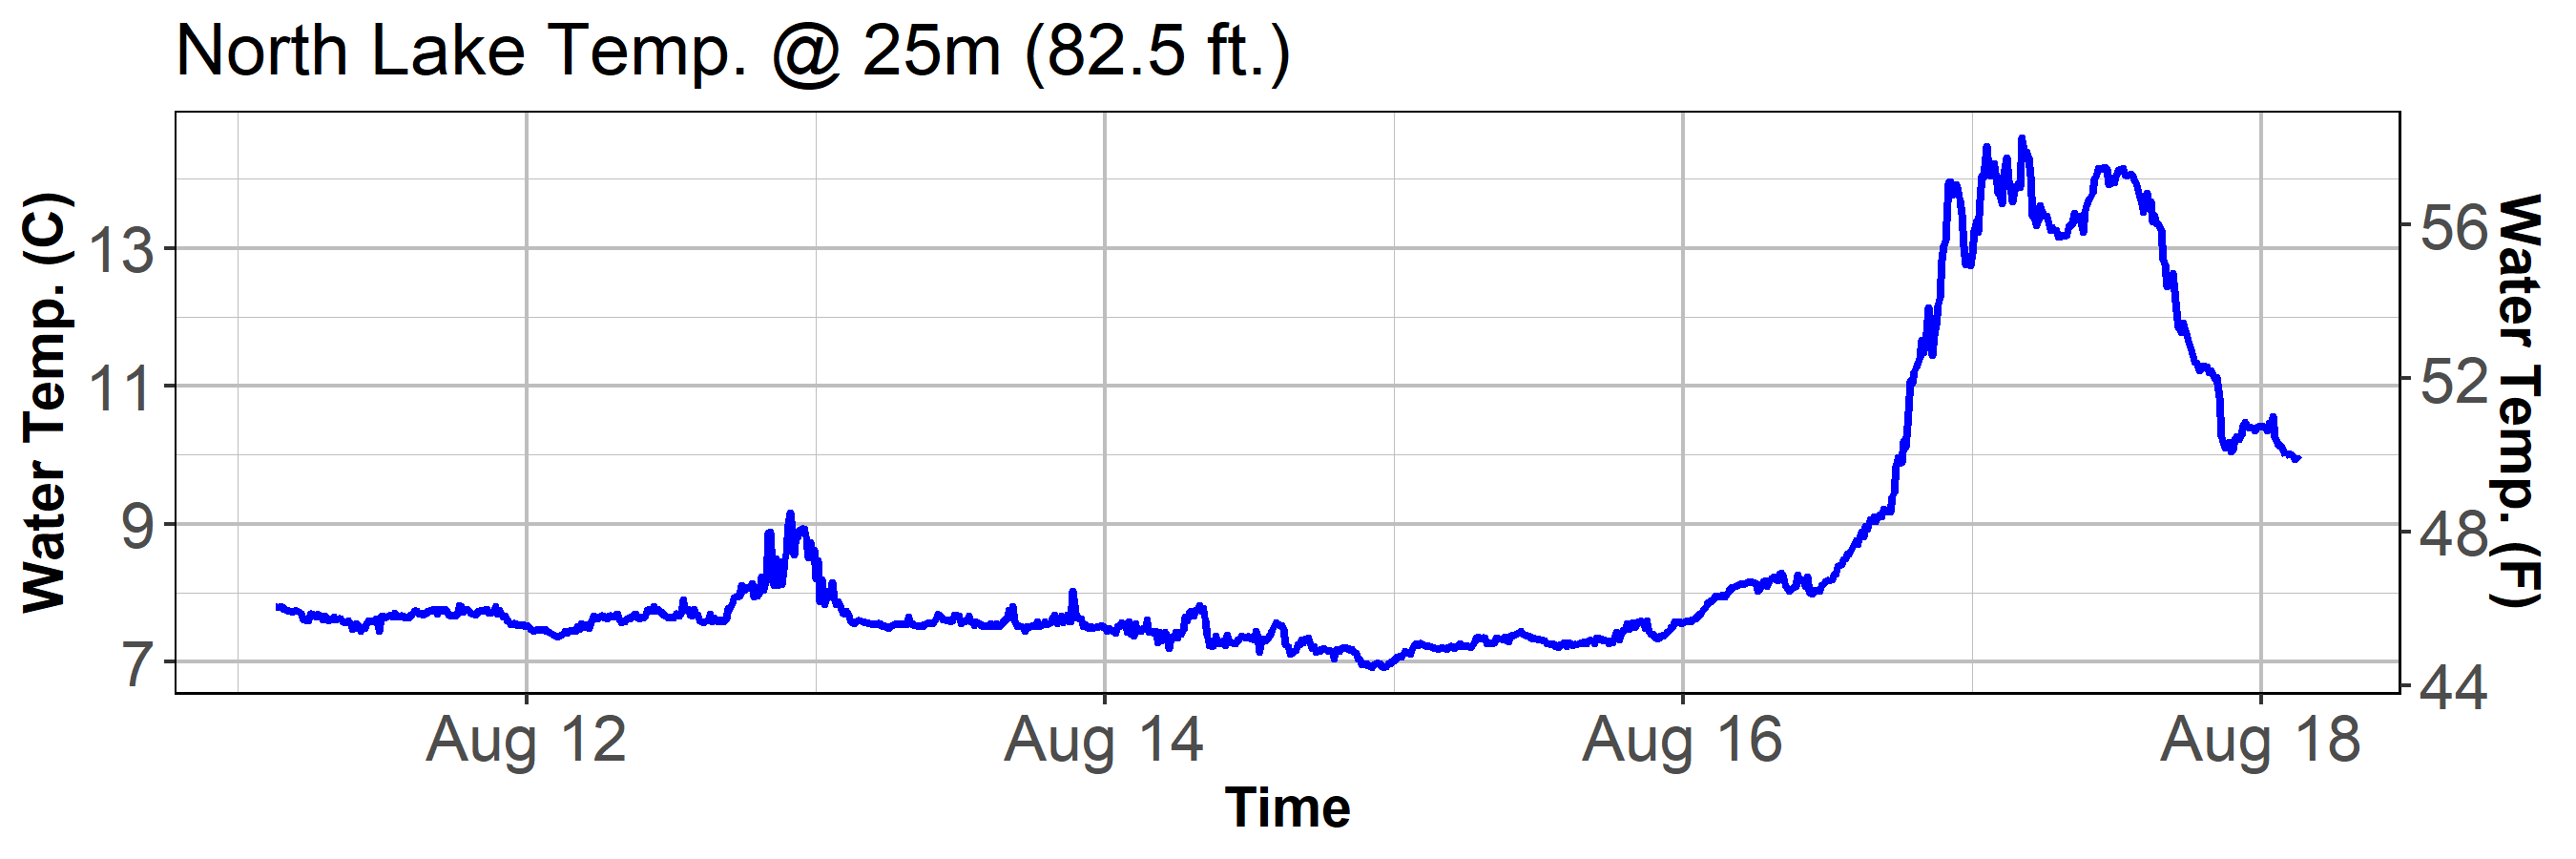 North Lake Temp. @ 25m (82.5 ft.)
Water Temp. (C)
13
11
9
7
56
52
48
44
Water Temp. (F)
Aug 12
Aug 14
Aug 16
Aug 18
Time